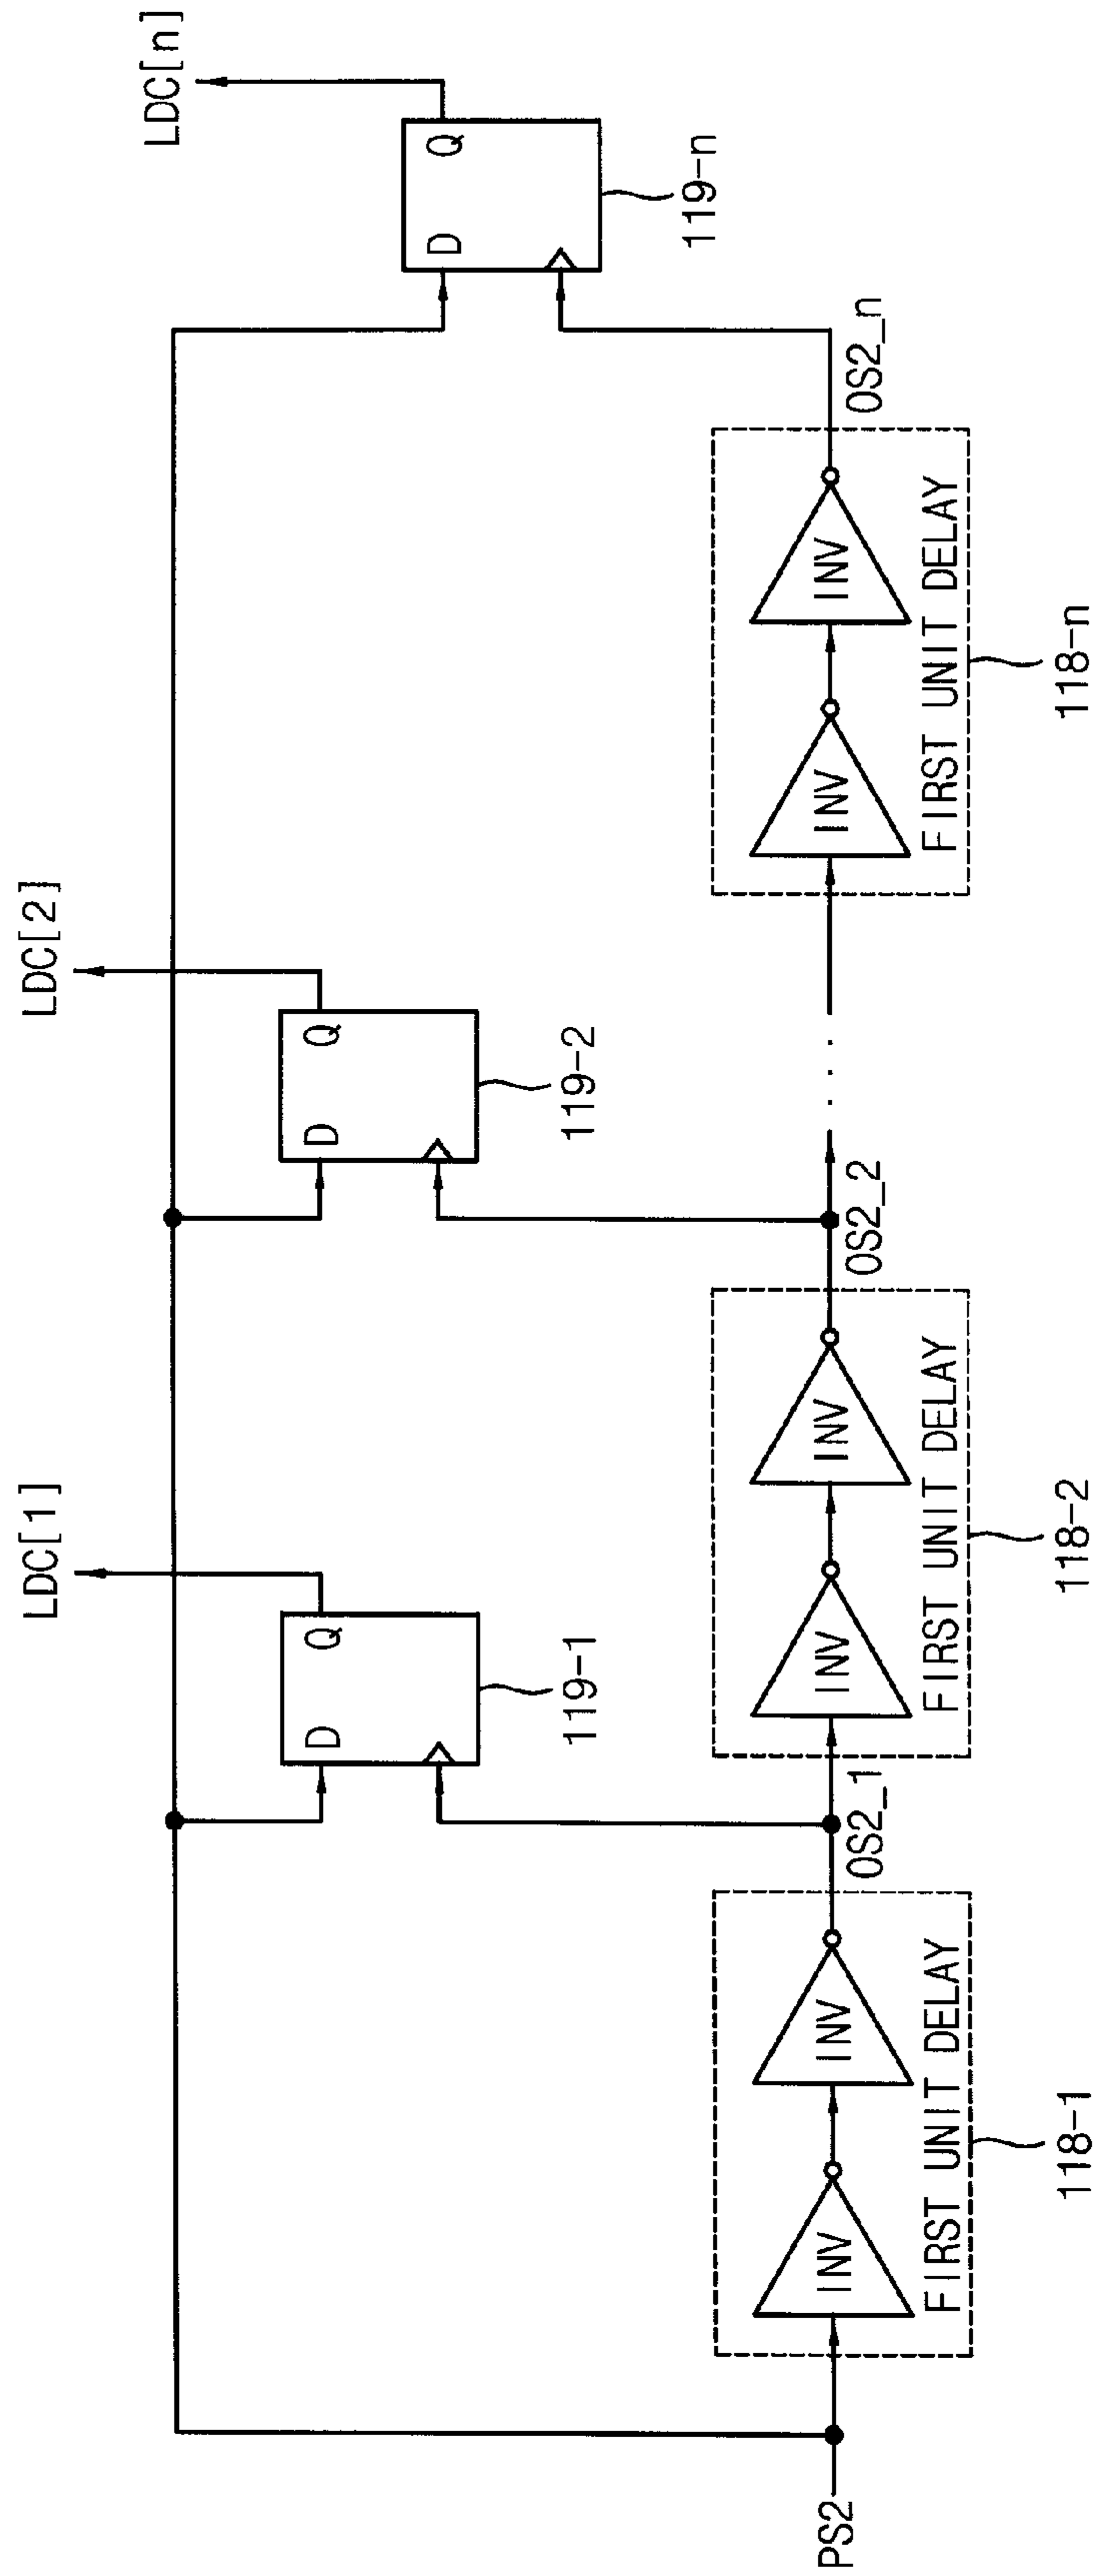 LDC[1]
LDC[2]
LDC[n]
D
Q
119-1
D
Q
119-2
D
Q
119-n
PS2
INV
INV
FIRST UNIT DELAY
118-1
OS2_1
INV
INV
FIRST UNIT DELAY
118-2
OS2_2
. . .
INV
INV
FIRST UNIT DELAY
118-n
OS2_n